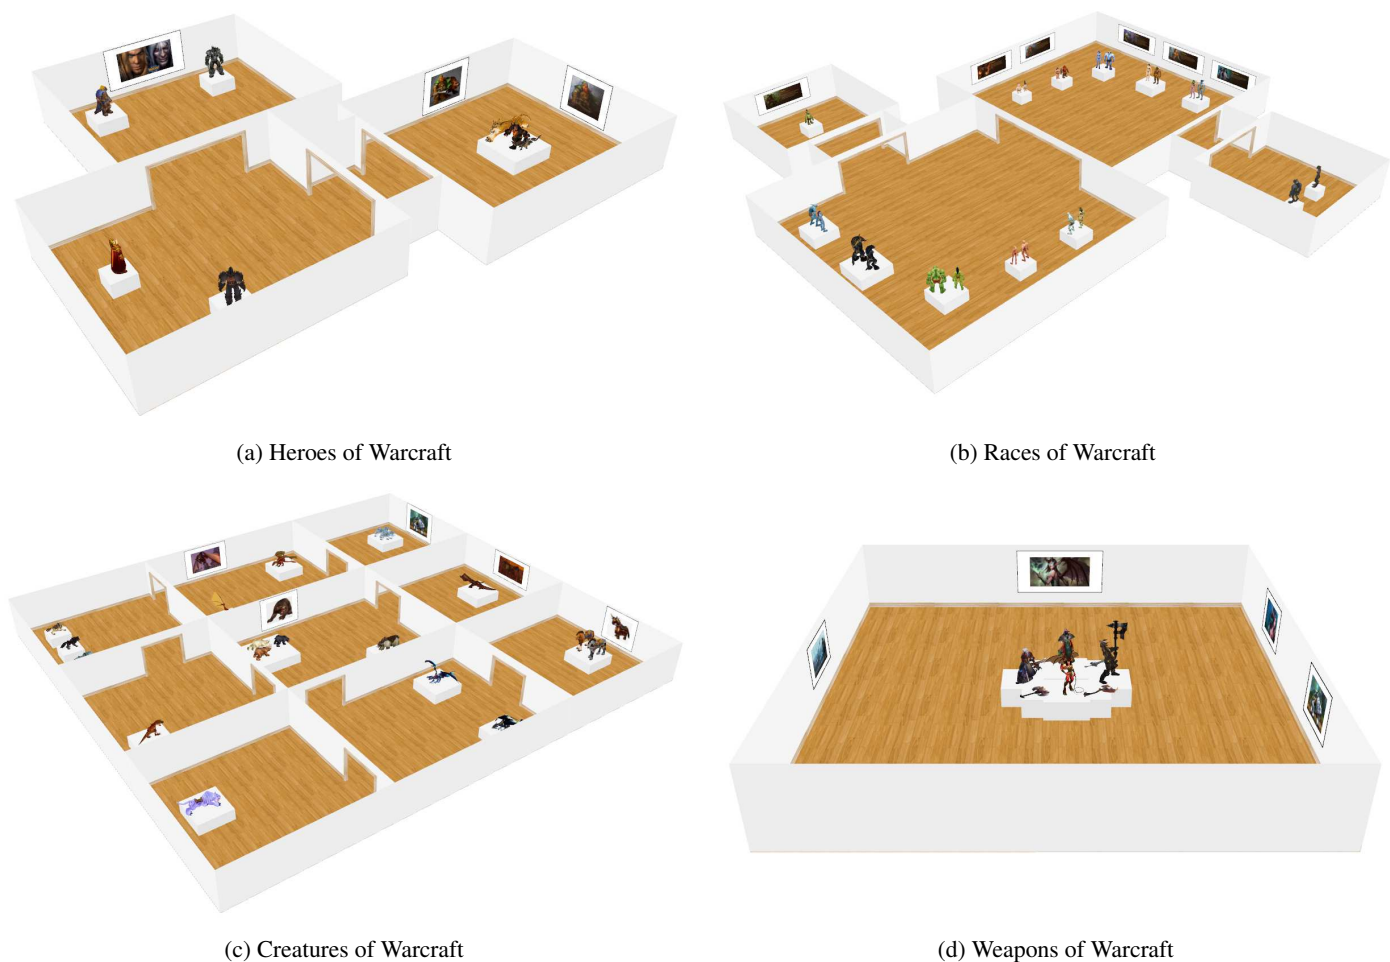 (a) Heroes of Warcraft
(b) Races of Warcraft
(c) Creatures of Warcraft
(d) Weapons of Warcraft